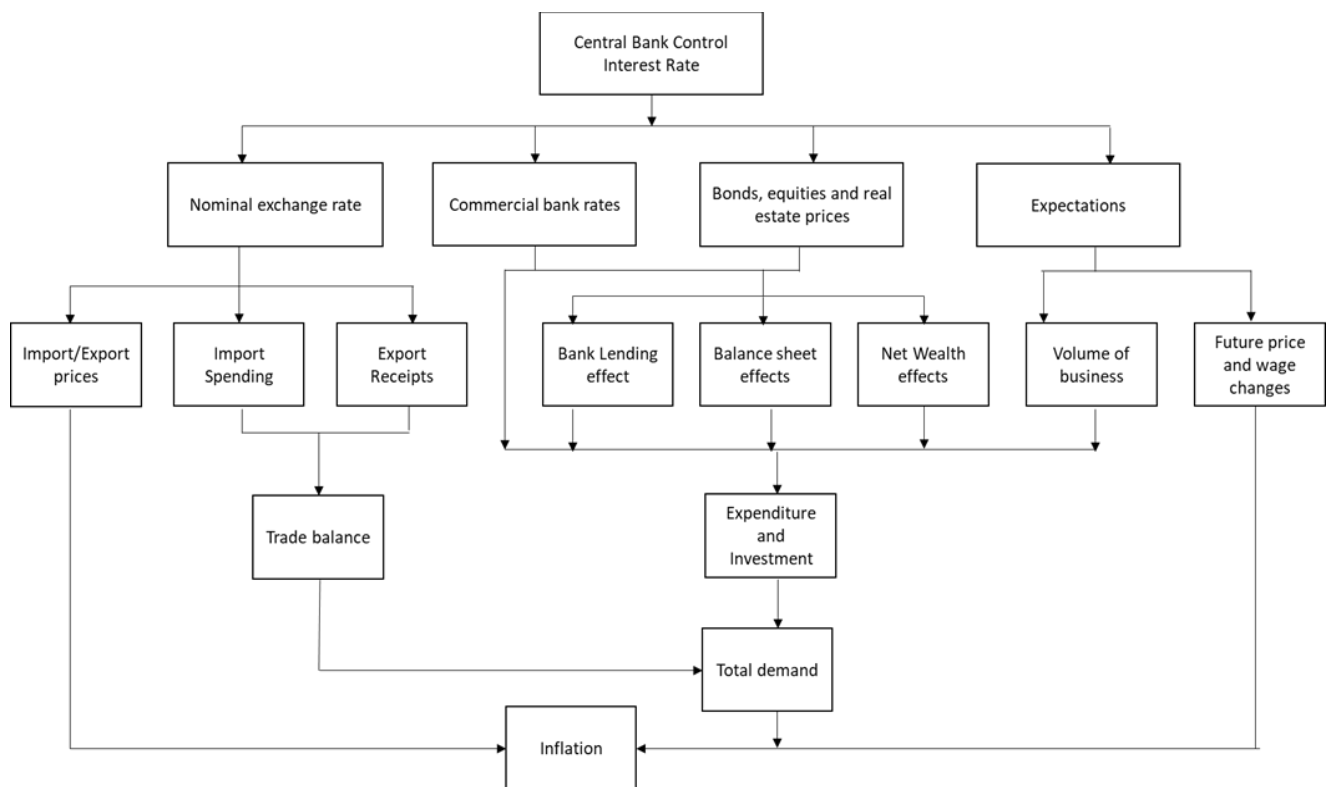 Central Bank Control
Interest Rate
Nominal exchange rate
Commercial bank rates
Bonds, equities and real
estate prices
Expectations
Import/Export
prices
Import
Spending
Export
Receipts
Bank Lending
effect
Balance sheet
effects
Net Wealth
effects
Volume of
business
Future price
and wage
changes
Trade balance
Expenditure
and
Investment
Total demand
Inflation